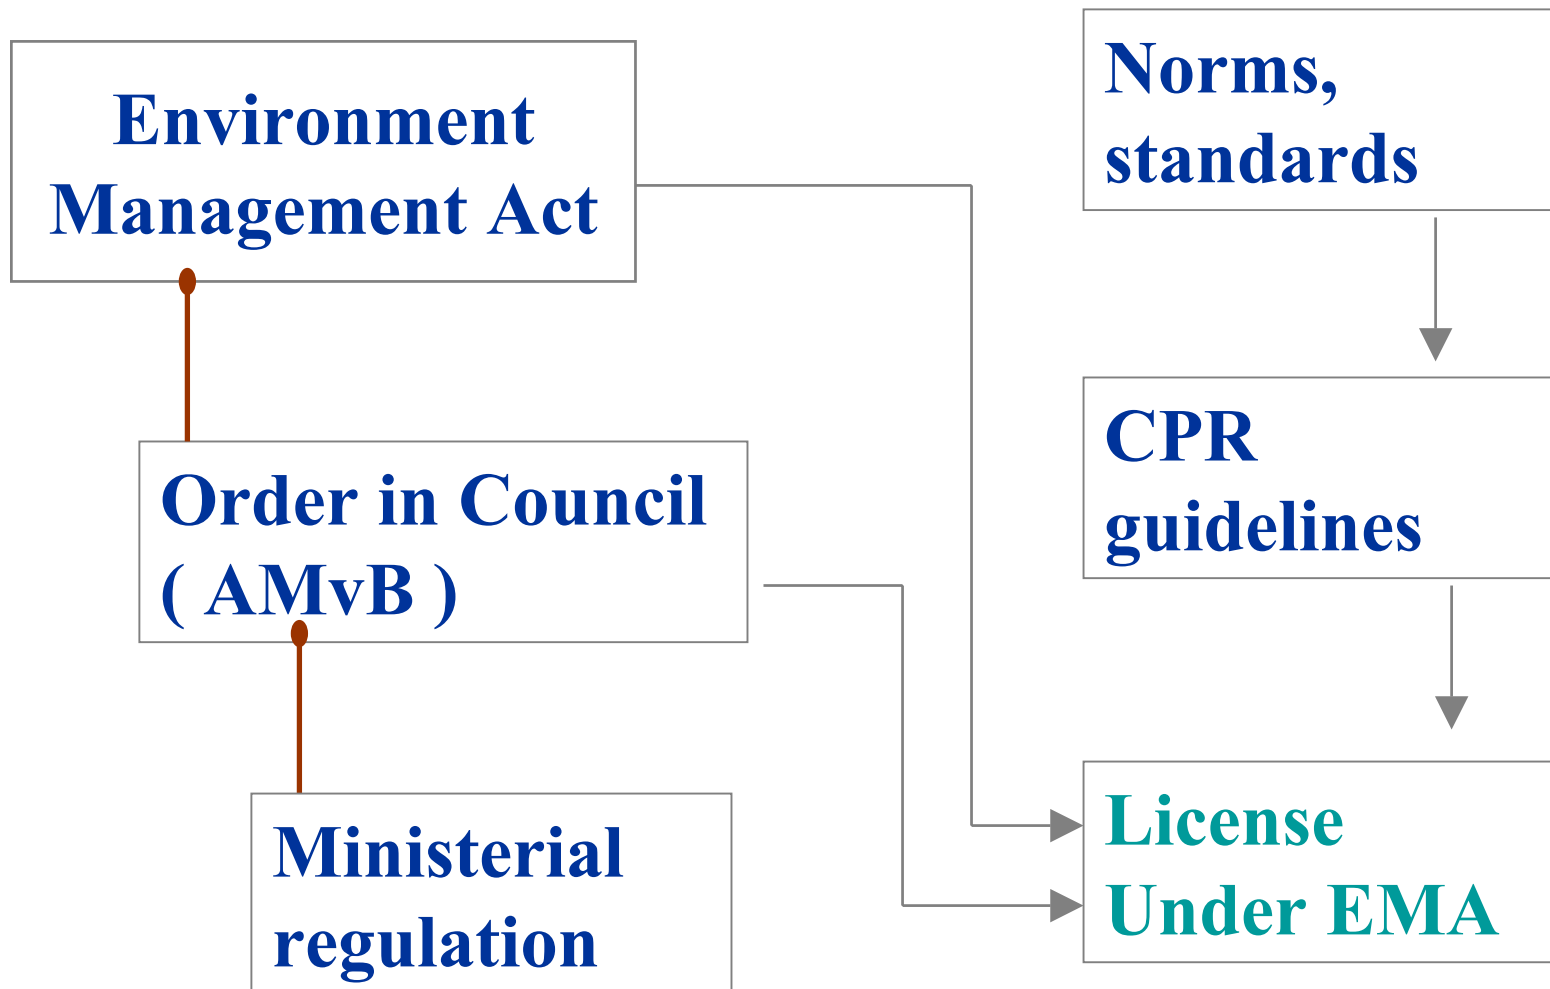 Environment
Management Act
Order in Council
( AMvB )
Ministerial
regulation
Norms,
standards
CPR
guidelines
License
Under EMA